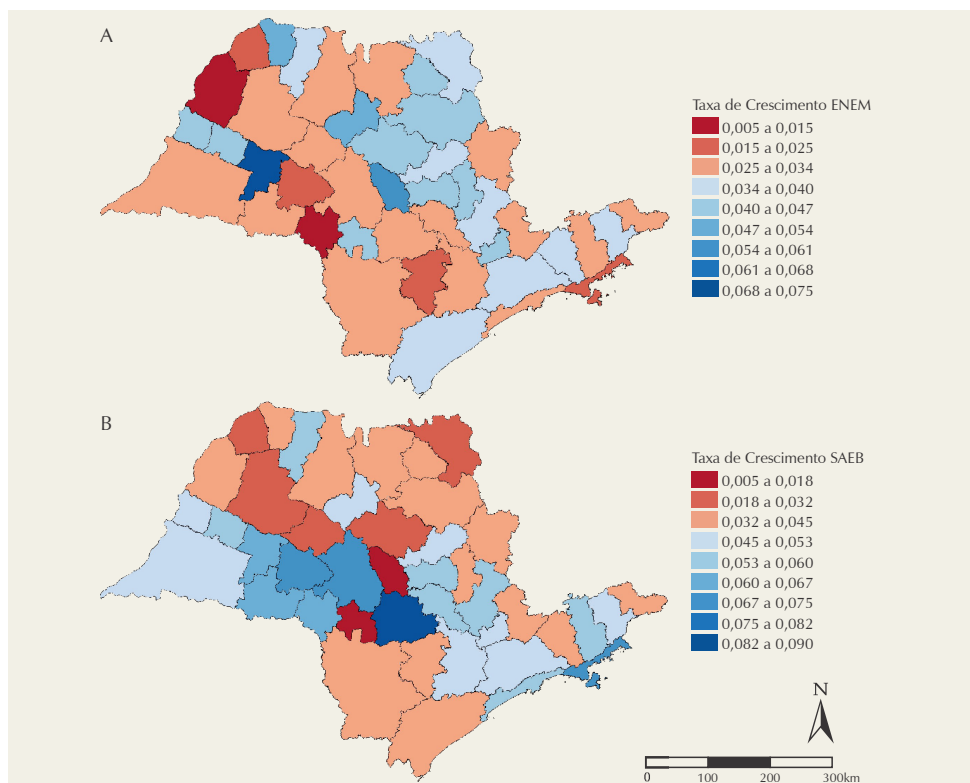 A
Taxa de Crescimento ENEM
0,005 a 0,015
0,015 a 0,025
0,025 a 0,034
0,034 a 0,040
0,040 a 0,047
0,047 a 0,054
0,054 a 0,061
0,061 a 0,068
0,068 a 0,075
B
Taxa de Crescimento SAEB
0,005 a 0,018
0,018 a 0,032
0,032 a 0,045
0,045 a 0,053
0,053 a 0,060
0,060 a 0,067
0,067 a 0,075
0,075 a 0,082
0,082 a 0,090
N
0 100 200 300km